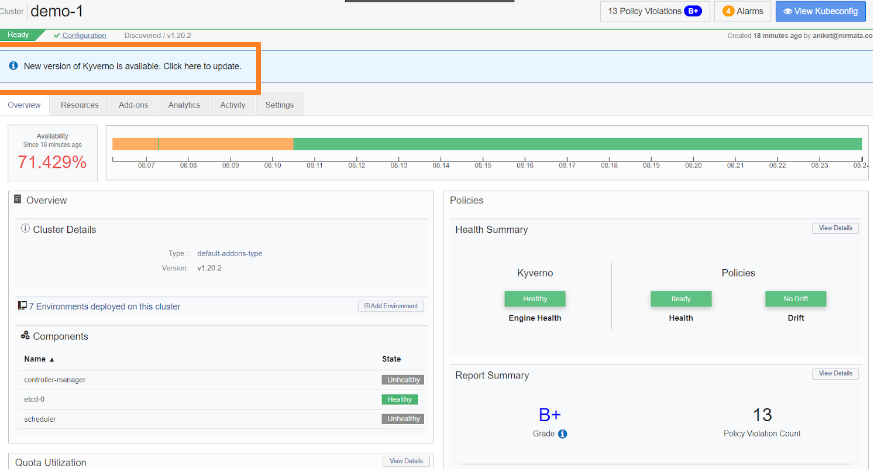 Cluster demo-1
13 Policy Violations B+
4 Alarms
View Kubeconfig
Ready
Configuration
Discovered / v1.20.2
Created 18 minutes ago by aniket@nirmata.co
New version of Kyverno is available. Click here to update.
Overview Resources Add-ons Analytics Activity Settings
Availability
Since 18 minutes ago
71.429%
08.07 08.08 08.09 08.10 08.11 08.12 08.13 08.14 08.15 08.16 08.17 08.18 08.19 08.20 08.21 08.22 08.23 08.24
Overview
Cluster Details
Type : default-addons-type
Version: v1.20.2
7 Environments deployed on this cluster
Add Environment
Components
Name ▲ State
controller-manager Unhealthy
etcd-0 Healthy
scheduler Unhealthy
Quota Utilization
View Details
Policies
Health Summary
View Details
Kyverno Policies
Healthy Ready No Drift
Engine Health Health Drift
Report Summary
View Details
B+ 13
Grade Policy Violation Count